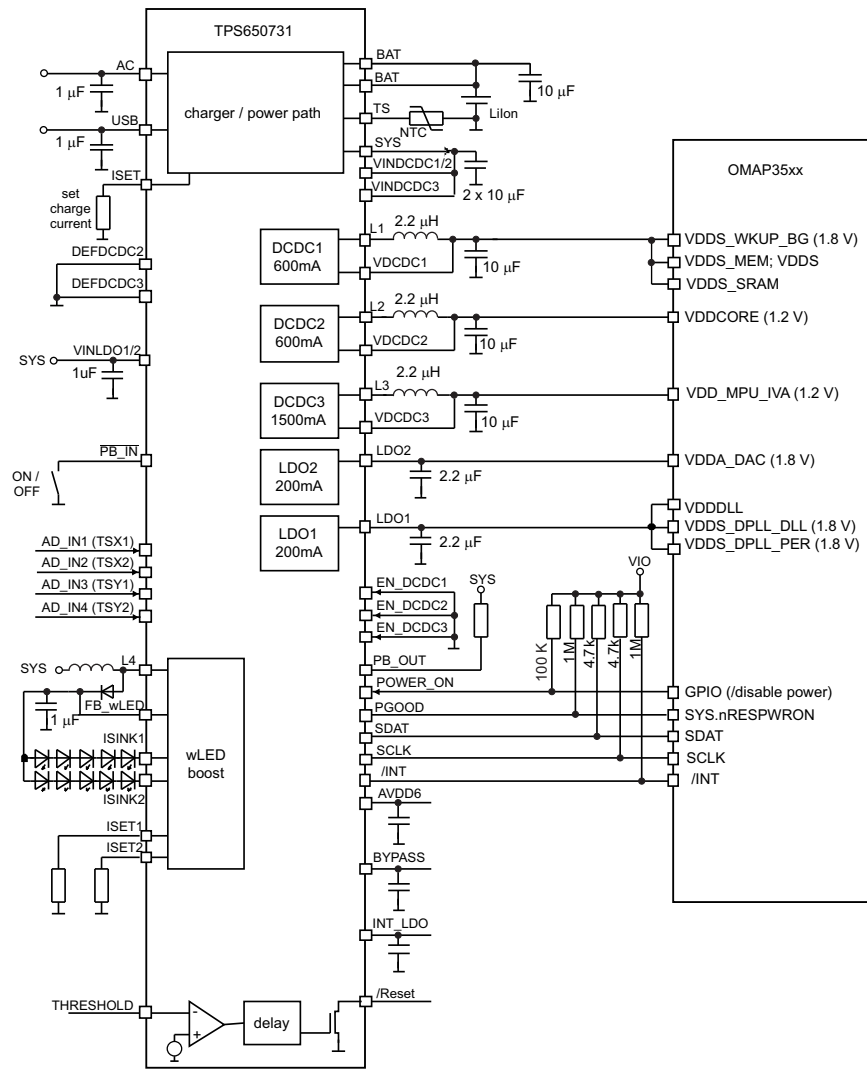 TPS650731
AC
1 μF
USB
1 μF
ISET
set
charge
current
charger / power path
BAT
BAT
10 μF
TS
LiIon
NTC
SYS
VINDCDC1/2
VINDCDC3
2 x 10 μF
OMAP35xx
DEFDCDC2
DEFDCDC3
DCDC1
600mA
L1
2.2 μH
VDCDC1
10 μF
VDDS_WKUP_BG (1.8 V)
VDDS_MEM; VDDS
VDDS_SRAM
DCDC2
600mA
L2
2.2 μH
VDCDC2
10 μF
VDDCORE (1.2 V)
SYS
VINLDO1/2
1uF
DCDC3
1500mA
L3
2.2 μH
VDCDC3
10 μF
VDD_MPU_IVA (1.2 V)
PB_IN
ON /
OFF
LDO2
200mA
LDO2
2.2 μF
VDDA_DAC (1.8 V)
LDO1
200mA
LDO1
2.2 μF
VDDDLL
VDDS_DPLL_DLL (1.8 V)
VDDS_DPLL_PER (1.8 V)
AD_IN1 (TSX1)
AD_IN2 (TSX2)
AD_IN3 (TSY1)
AD_IN4 (TSY2)
EN_DCDC1
EN_DCDC2
EN_DCDC3
SYS
VIO
100 K
1M
4.7k
4.7k
1M
PB_OUT
POWER_ON
PGOOD
SDAT
SCLK
/INT
GPIO (/disable power)
SYS.nRESPWRON
SDAT
SCLK
/INT
SYS
L4
FB_wLED
1 μF
ISINK1
ISINK2
wLED
boost
ISET1
ISET2
AVDD6
BYPASS
INT_LDO
THRESHOLD
-
+
delay
/Reset